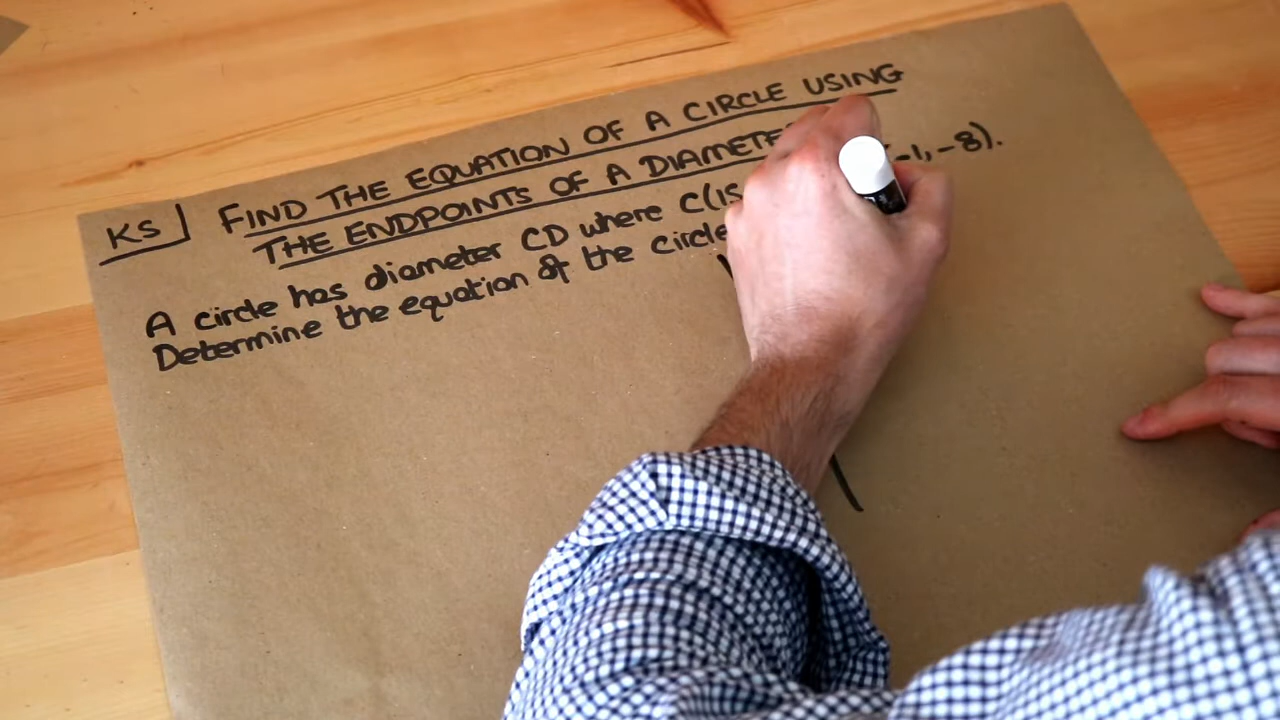 KS
FIND THE EQUATION OF A CIRCLE USING
THE ENDPOINTS OF A DIAMETE
A circle has diameter CD where C(15 -1,-8).
Determine the equation of the circle